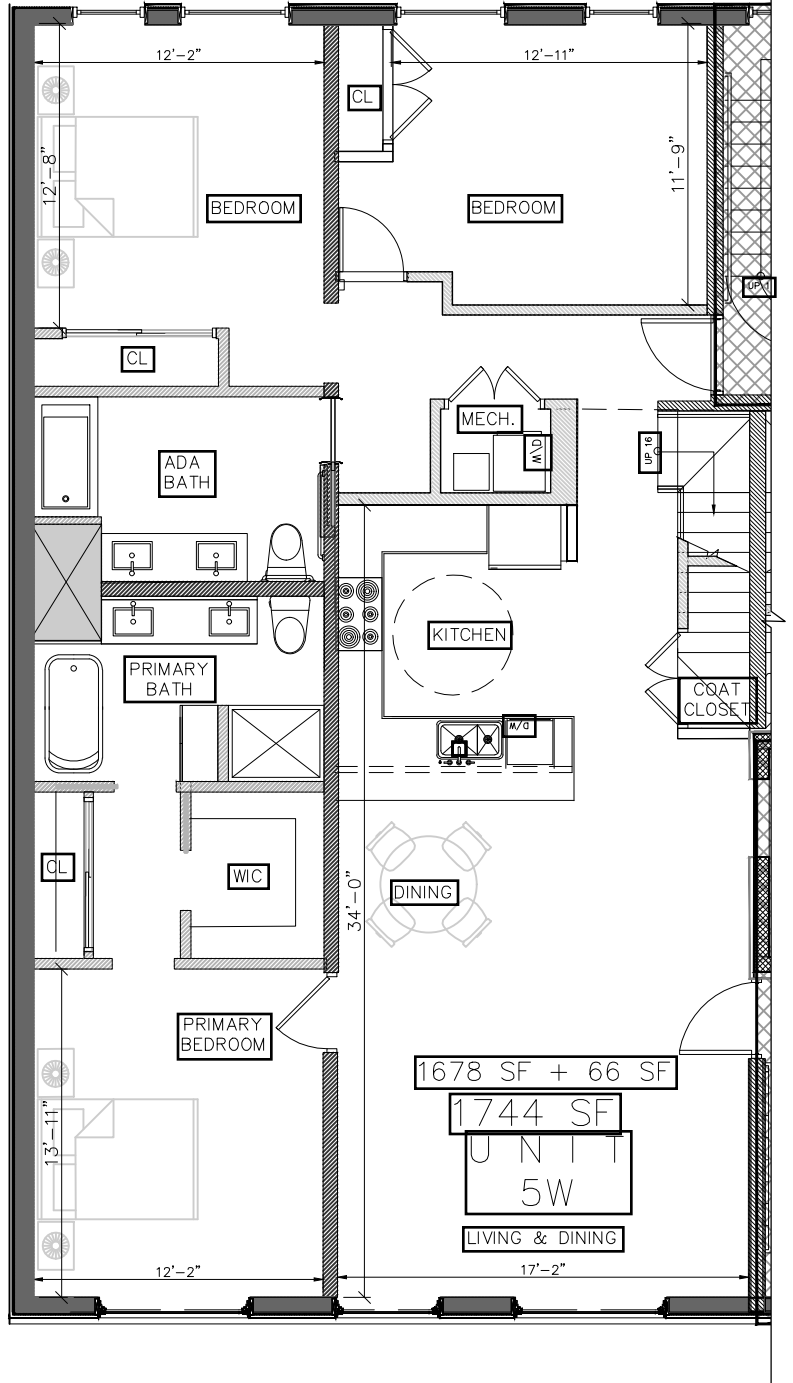 12'-2"
12'-11"
CL
12'-8"
11'-9"
BEDROOM
BEDROOM
UP 1
CL
MECH.
W/D
UP 16
ADA
BATH
KITCHEN
PRIMARY
BATH
COAT
CLOSET
W/D
CL
WIC
DINING
34'-0"
PRIMARY
BEDROOM
1678 SF + 66 SF
1744 SF
UNIT
5W
13'-11"
LIVING & DINING
12'-2"
17'-2"